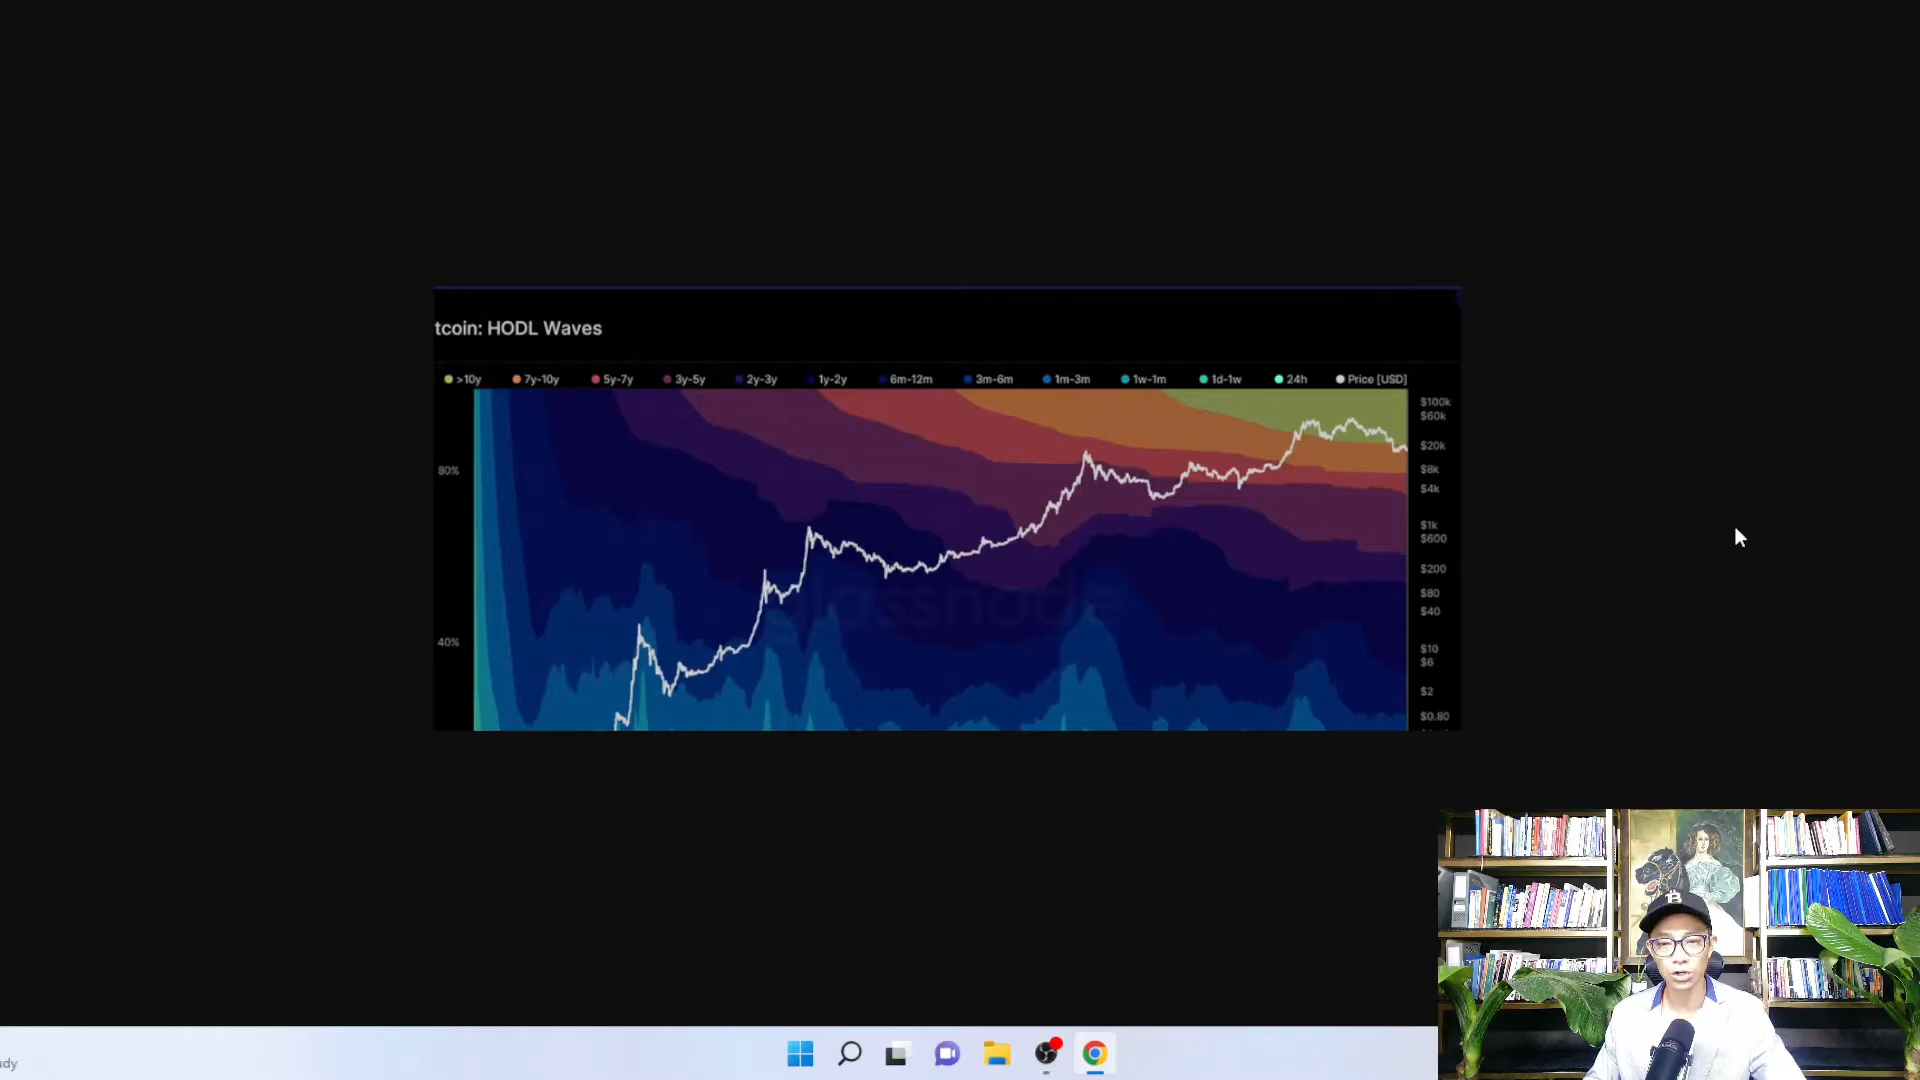 tcoin: HODL Waves
>10y 7y-10y 5y-7y 3y-5y 2y-3y 1y-2y 6m-12m 3m-6m 1m-3m 1w-1m 1d-1w 24h Price [USD]
$100k
$60k
$20k
80%
$8k
$4k
$1k
$600
$200
$80
glassnode
$40
40%
$10
$6
$2
$0.80
B
udy